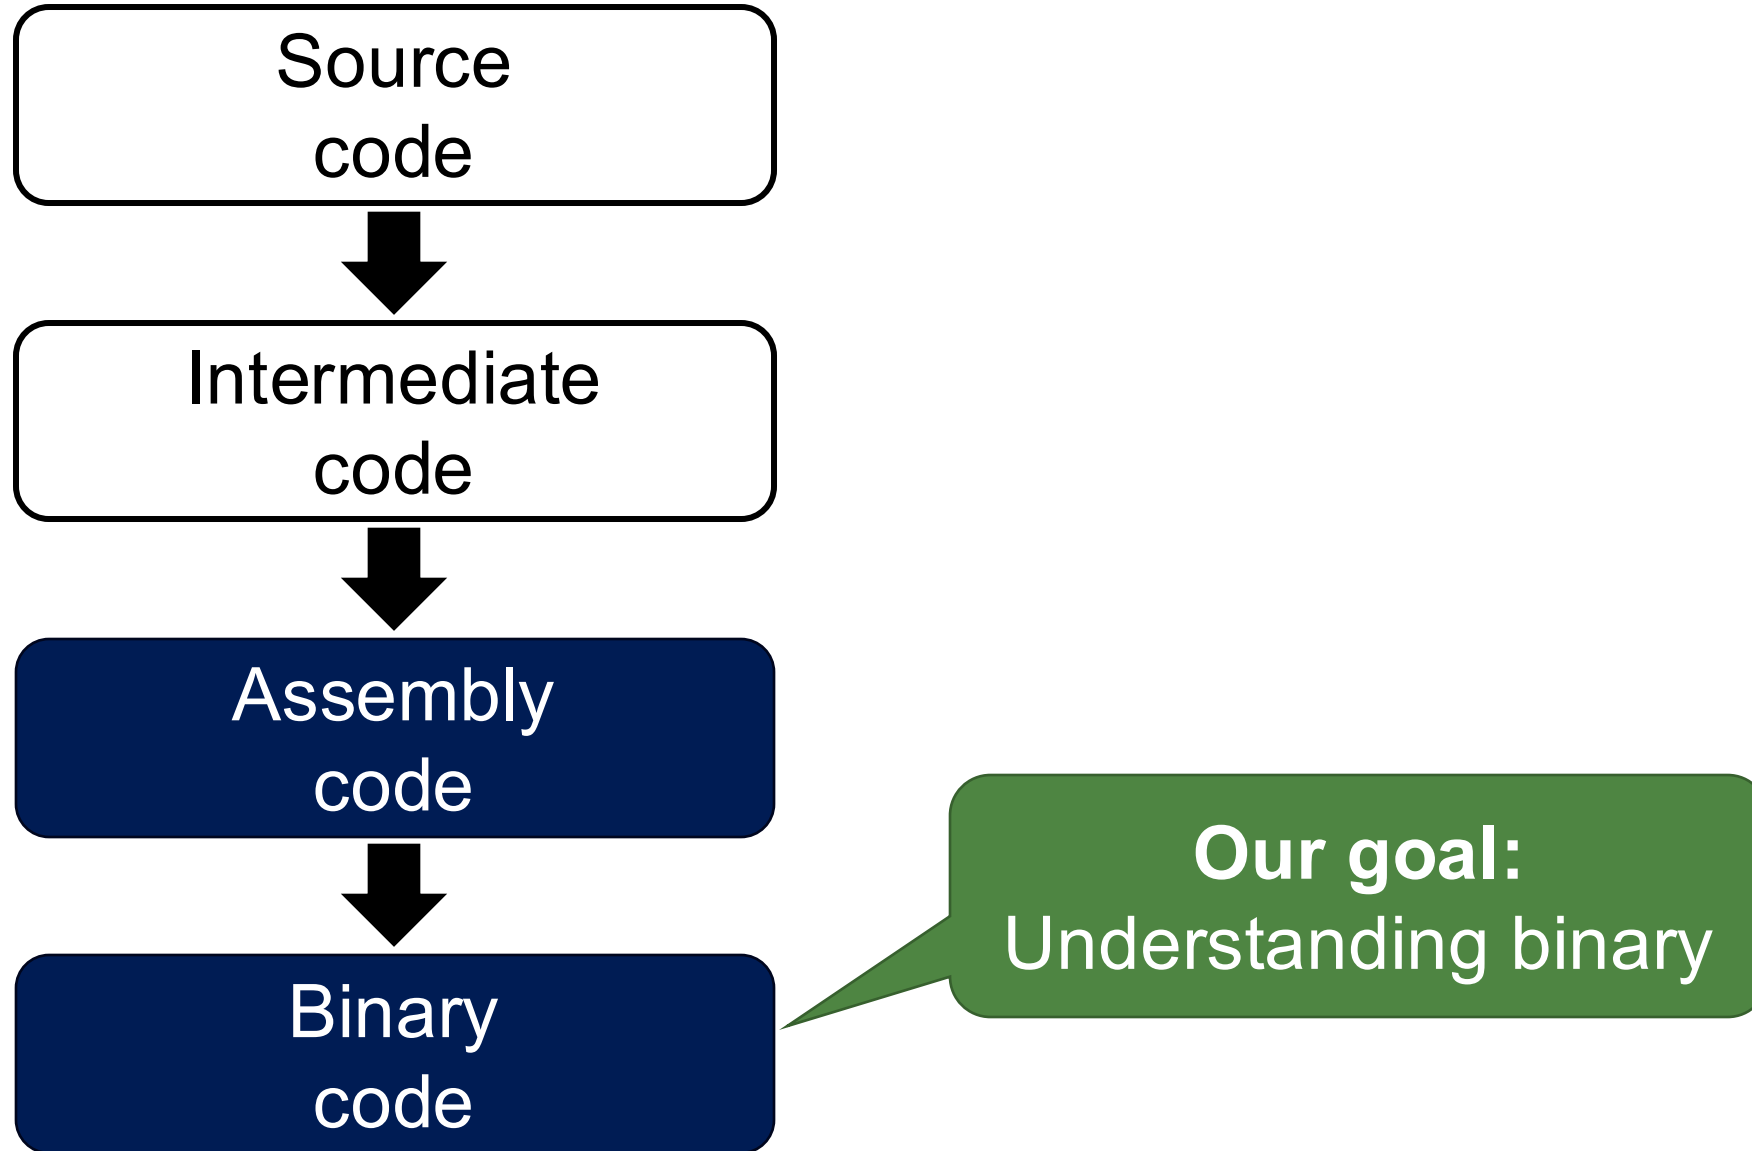 Source
code
Intermediate
code
Assembly
code
Our goal:
Understanding binary
Binary
code